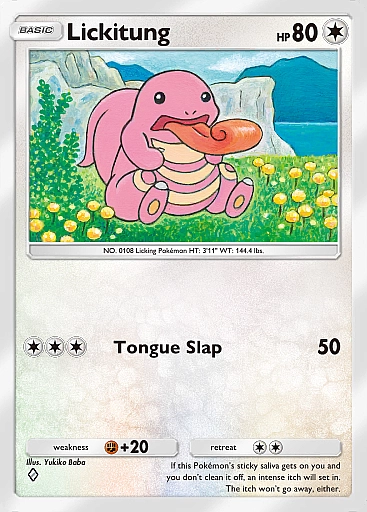 BASIC Lickitung HP 80
NO. 0108 Licking Pokémon HT: 3'11" WT: 144.4 lbs.
Tongue Slap 50
weakness +20 retreat
Illus. Yukiko Baba
If this Pokémon's sticky saliva gets on you and
you don't clean it off, an intense itch will set in.
The itch won't go away, either.